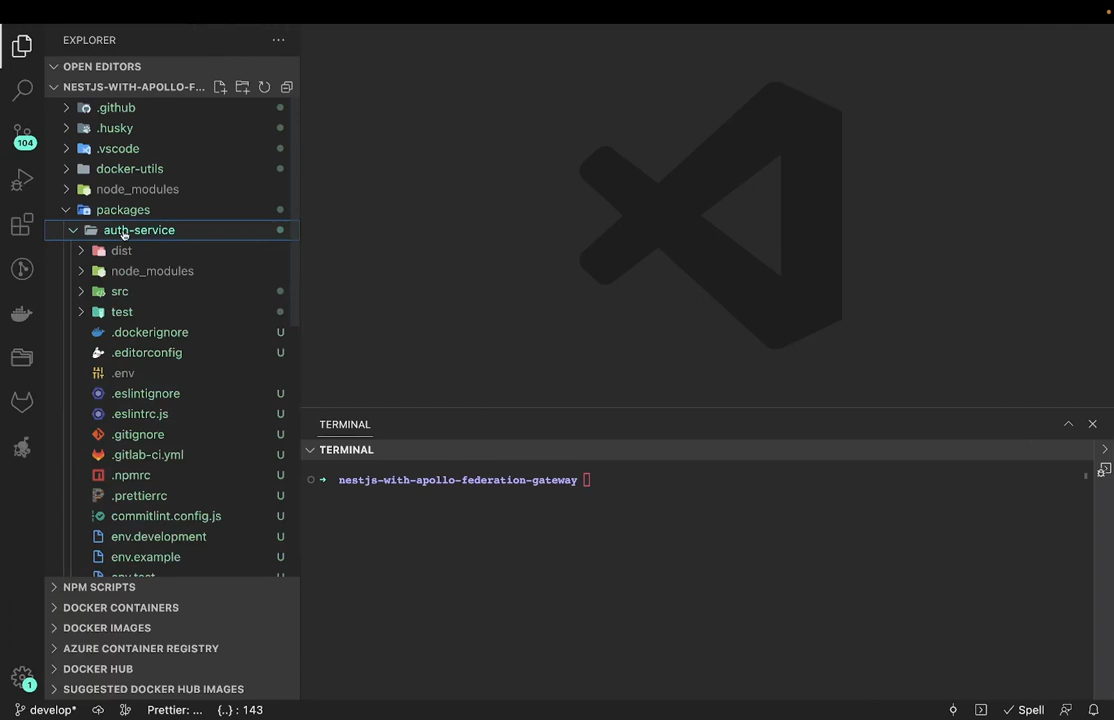 EXPLORER
OPEN EDITORS
NESTJS-WITH-APOLLO-F...
.github
.husky
.vscode
docker-utils
node_modules
packages
auth-service
dist
node_modules
src
test
.dockerignore U
.editorconfig U
.env
.eslintignore U
.eslintrc.js U
.gitignore U
.gitlab-ci.yml U
.npmrc U
.prettierrc U
commitlint.config.js U
env.development U
env.example U
env.test U
NPM SCRIPTS
DOCKER CONTAINERS
DOCKER IMAGES
AZURE CONTAINER REGISTRY
DOCKER HUB
SUGGESTED DOCKER HUB IMAGES
104
1
TERMINAL
TERMINAL
nestjs-with-apollo-federation-gateway
develop* Prettier: ... {..} : 143 Spell